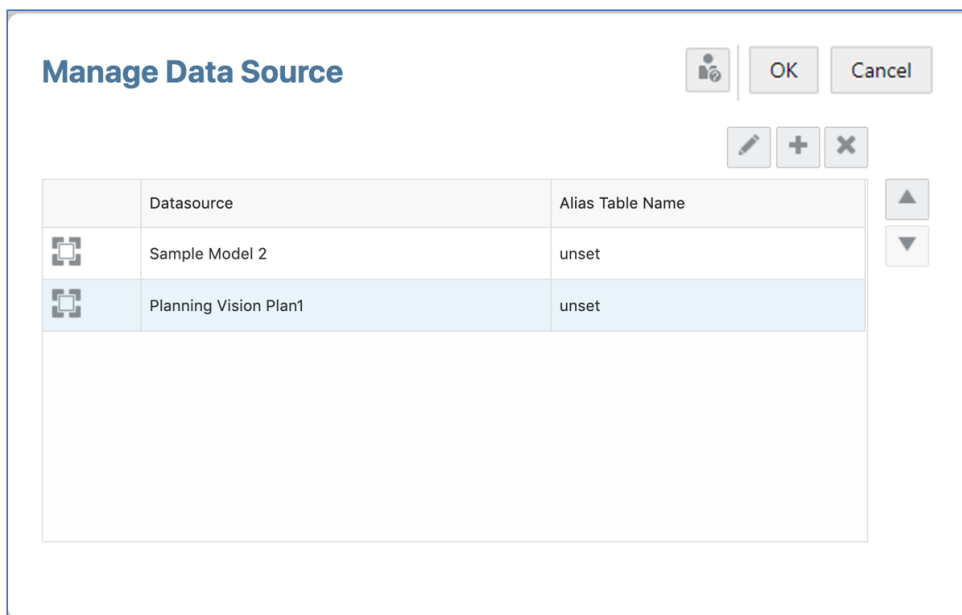 Manage Data Source
OK
Cancel
Datasource
Alias Table Name
Sample Model 2
unset
Planning Vision Plan1
unset